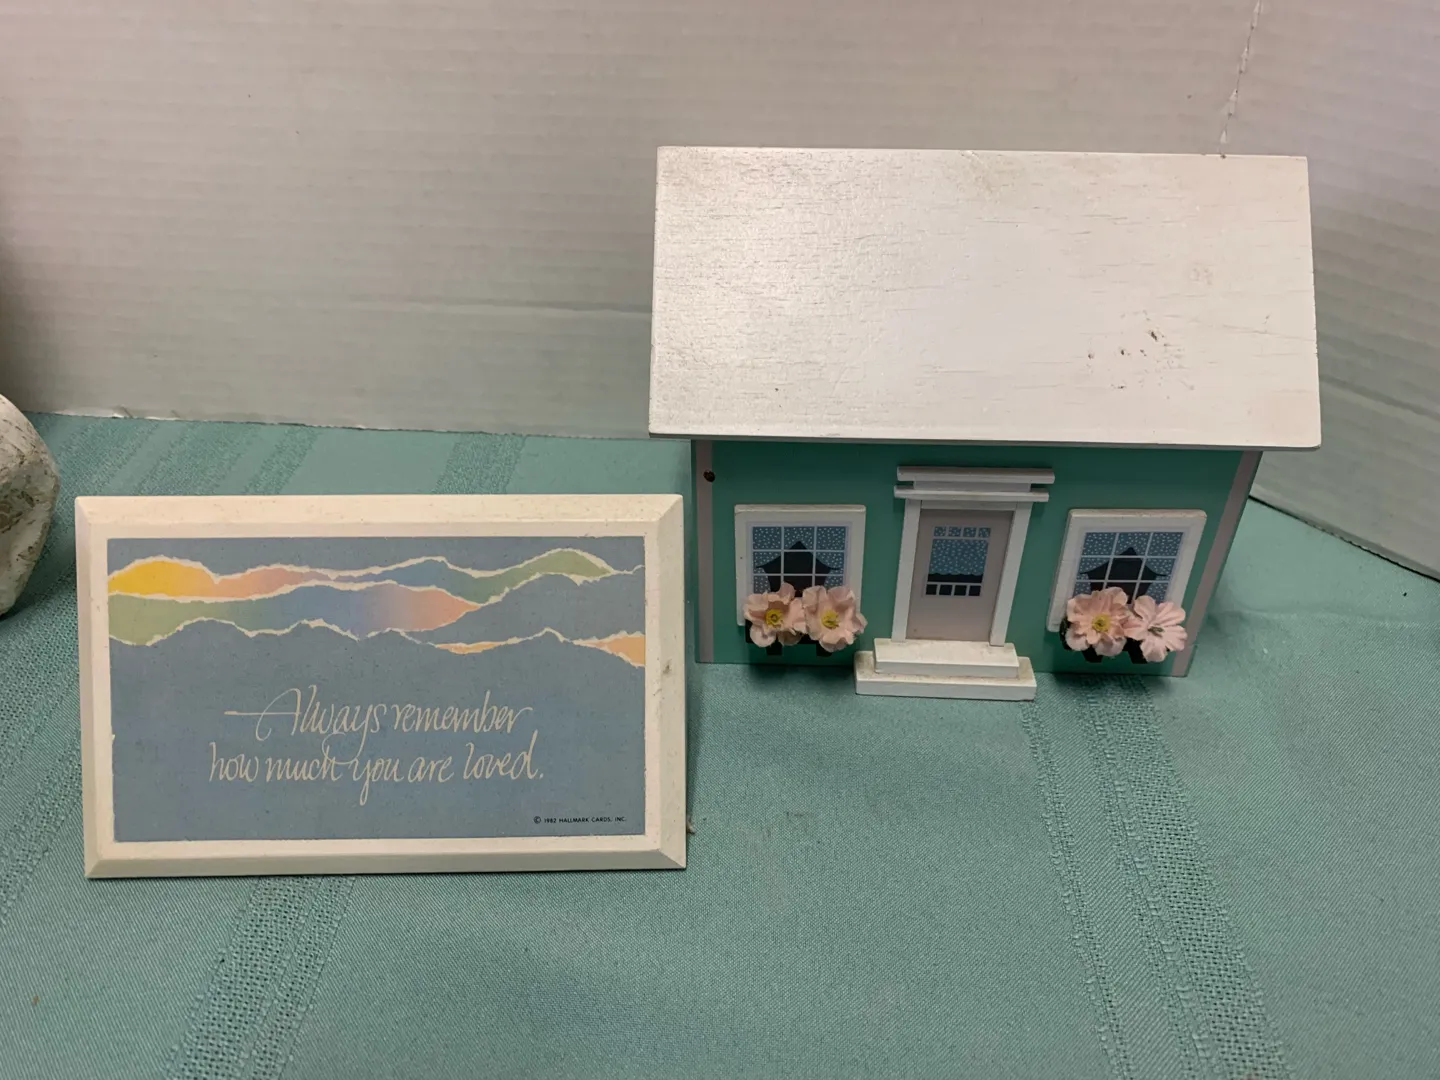 Always remember
how much you are loved.
© 1982 HALLMARK CARDS, INC.